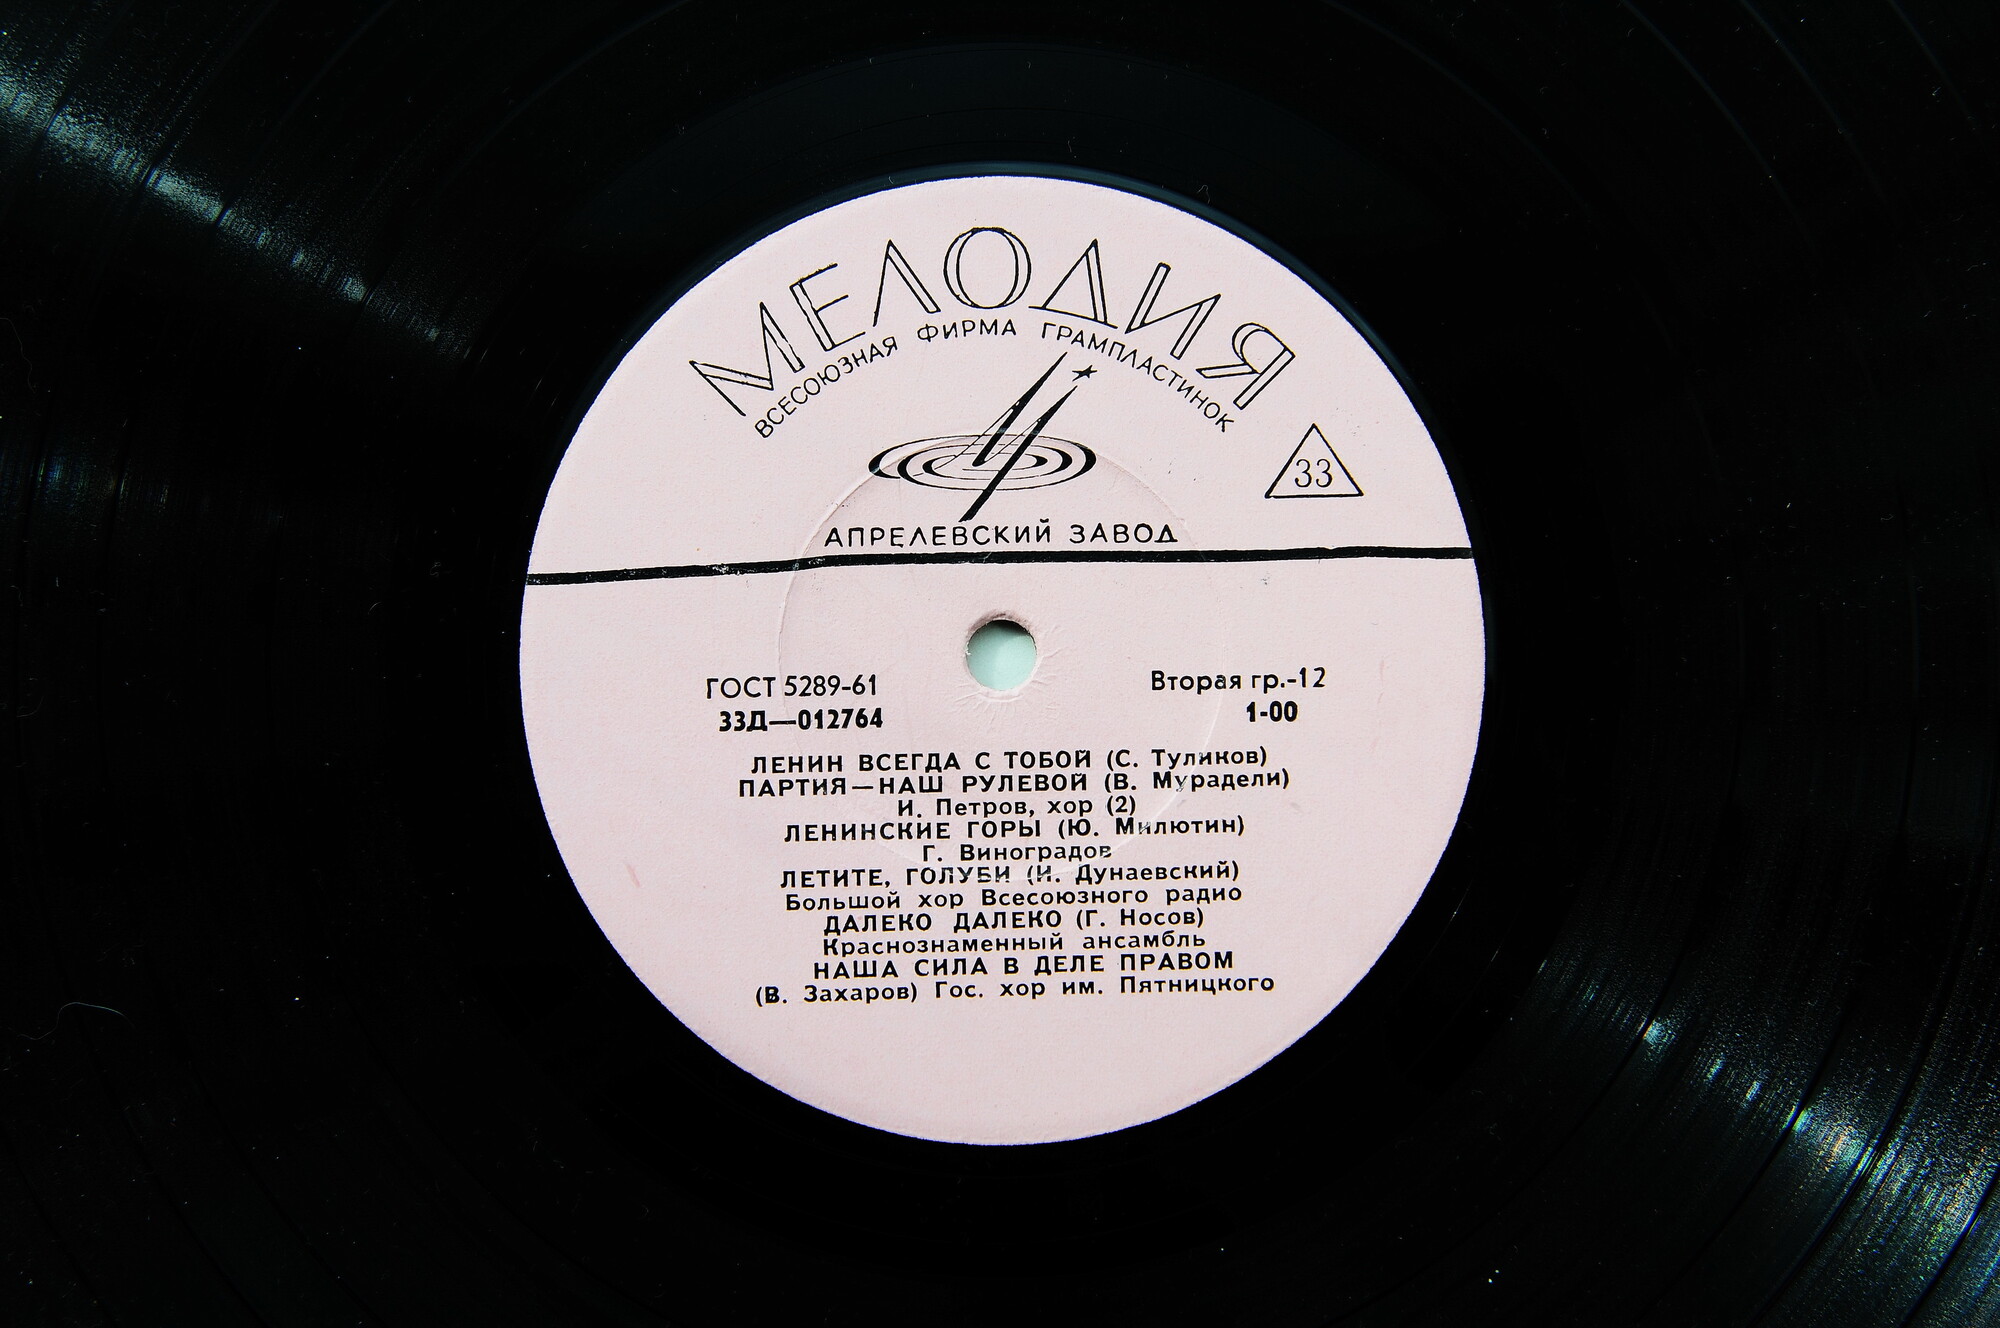 МЕЛОДИЯ
ВСЕСОЮЗНАЯ ФИРМА ГРАМПЛАСТИНОК
33
АПРЕЛЕВСКИЙ ЗАВОД
ГОСТ 5289-61
Вторая гр.-12
33Д—012764
1-00
ЛЕНИН ВСЕГДА С ТОБОЙ (С. Туликов)
ПАРТИЯ—НАШ РУЛЕВОЙ (В. Мурадели)
И. Петров, хор (2)
ЛЕНИНСКИЕ ГОРЫ (Ю. Милютин)
Г. Виноградов
ЛЕТИТЕ, ГОЛУБИ (И. Дунаевский)
Большой хор Всесоюзного радио
ДАЛЕКО ДАЛЕКО (Г. Носов)
Краснознаменный ансамбль
НАША СИЛА В ДЕЛЕ ПРАВОМ
(В. Захаров) Гос. хор им. Пятницкого